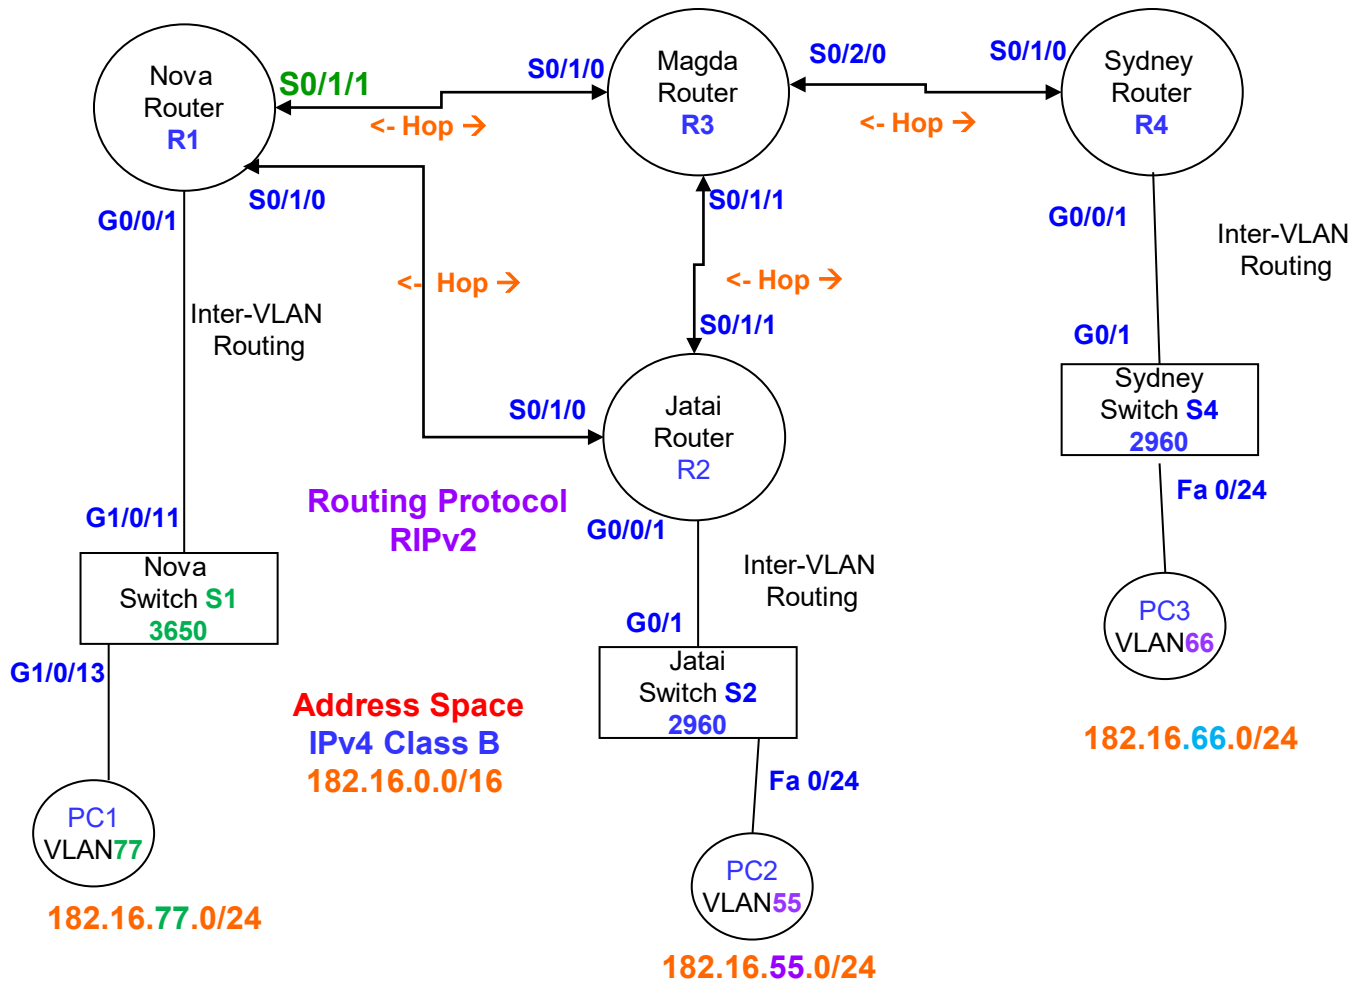 Nova
Router
R1
S0/1/1
S0/1/0
Magda
Router
R3
S0/2/0
S0/1/0
Sydney
Router
R4
<- Hop →
<- Hop →
G0/0/1
S0/1/0
S0/1/1
G0/0/1
Inter-VLAN
Routing
<- Hop →
<- Hop →
Inter-VLAN
Routing
S0/1/1
G0/1
Sydney
Switch S4
2960
S0/1/0
Jatai
Router
R2
Fa 0/24
Routing Protocol
RIPv2
G1/0/11
G0/0/1
Nova
Switch S1
3650
Inter-VLAN
Routing
PC3
VLAN66
G0/1
G1/0/13
Jatai
Switch S2
2960
Address Space
IPv4 Class B
182.16.0.0/16
182.16.66.0/24
Fa 0/24
PC1
VLAN77
PC2
VLAN55
182.16.77.0/24
182.16.55.0/24